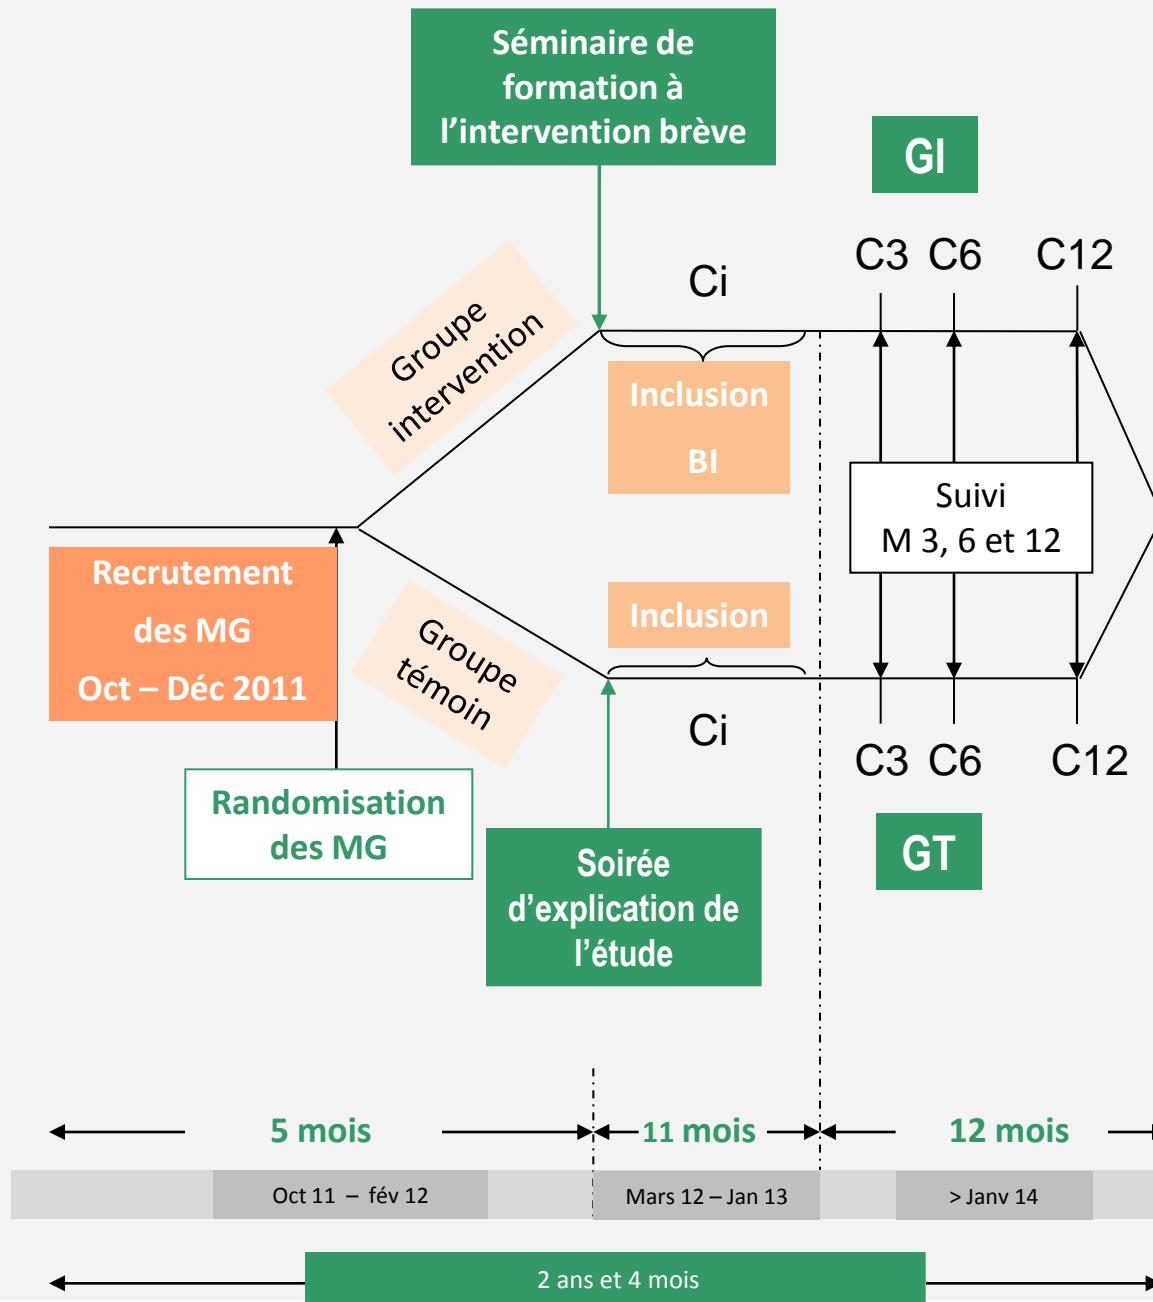 Séminaire de
formation à
l’intervention brève
GI
C3 C6 C12
Ci
Groupe
intervention
Inclusion
BI
Suivi
M 3, 6 et 12
Recrutement
des MG
Oct – Déc 2011
Inclusion
Groupe
témoin
Ci
C3 C6 C12
Randomisation
des MG
GT
Soirée
d’explication de
l’étude
5 mois
11 mois
12 mois
Oct 11 – fév 12
Mars 12 – Jan 13
> Janv 14
2 ans et 4 mois